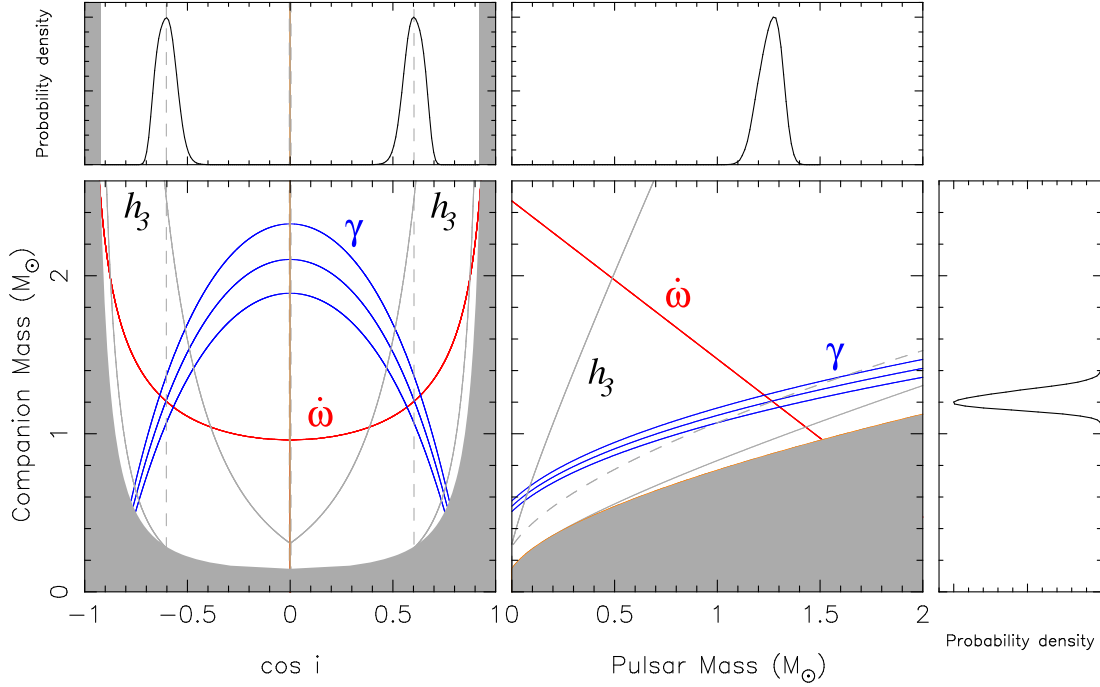 Probability density
h₃ h₃
γ
ω̇
Companion Mass (M☉)
0 1 2
−1 −0.5 0 0.5 1
cos i
ω̇
γ
h₃
0 0.5 1 1.5 2
Pulsar Mass (M☉)
Probability density